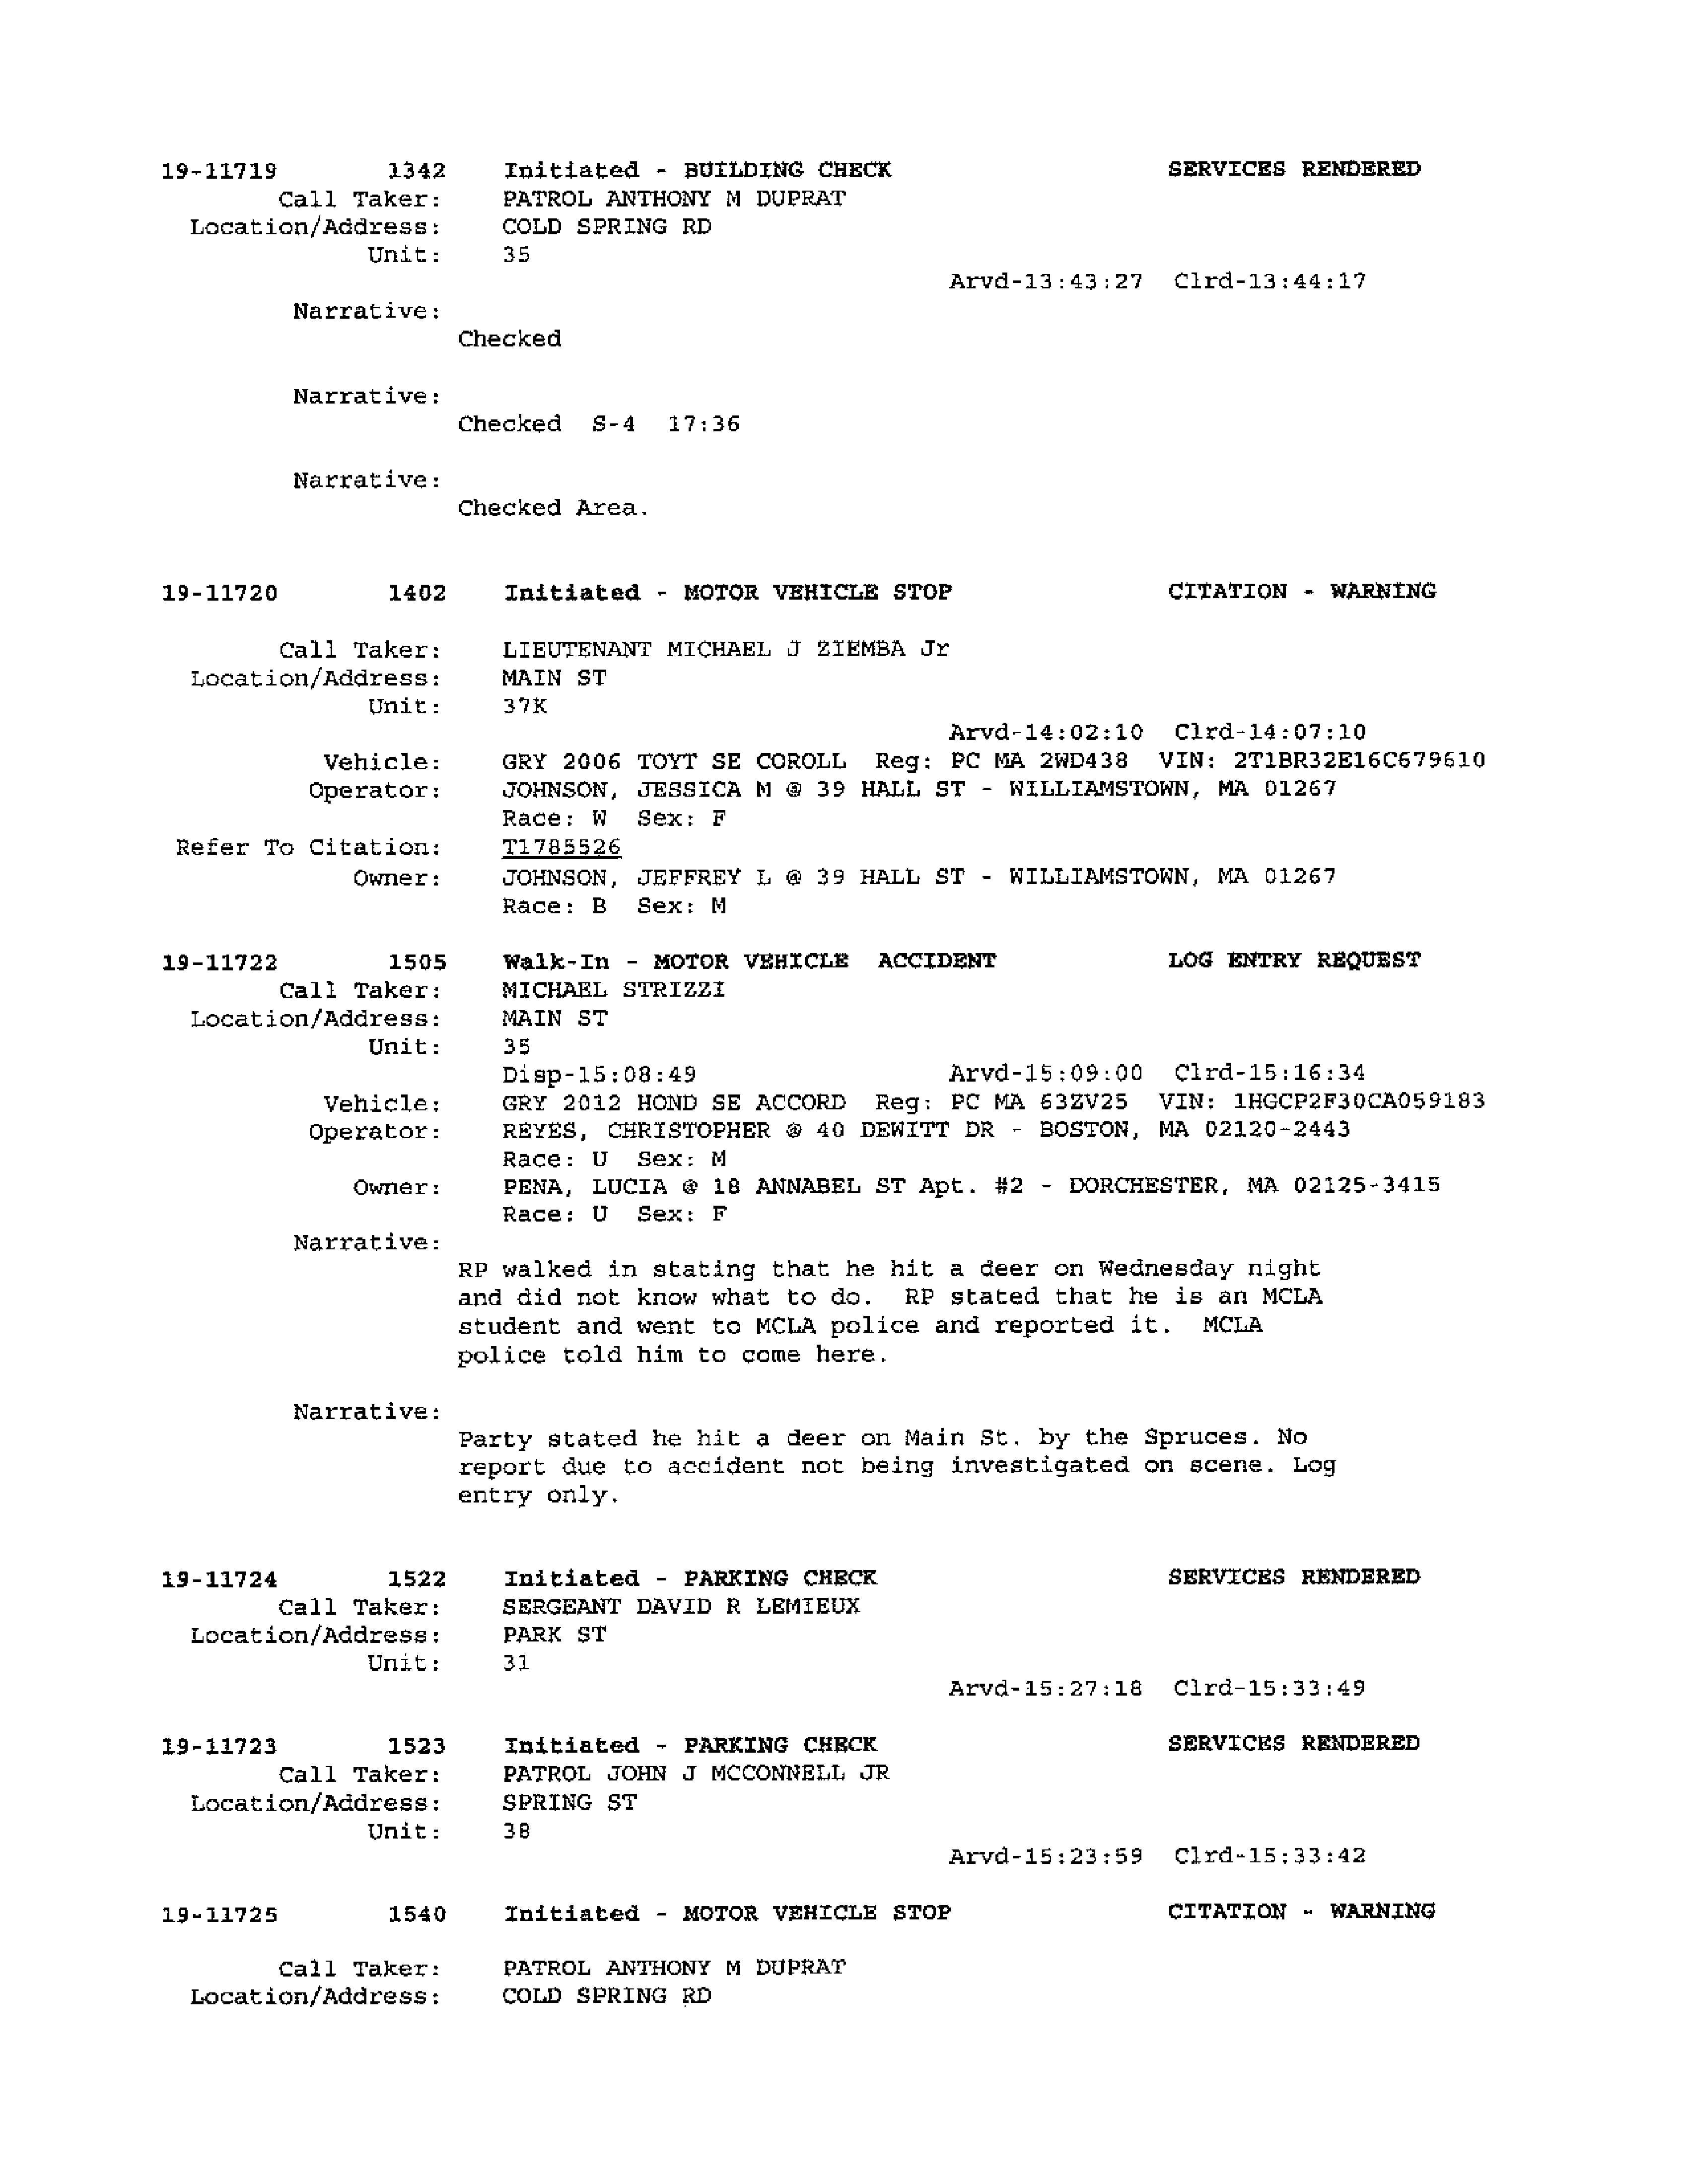 19-11719 1342 Initiated - BUILDING CHECK SERVICES RENDERED
Call Taker: PATROL ANTHONY M DUPRAT
Location/Address: COLD SPRING RD
Unit: 35
Arvd-13:43:27 Clrd-13:44:17
Narrative:
Checked
Narrative:
Checked S-4 17:36
Narrative:
Checked Area.
19-11720 1402 Initiated - MOTOR VEHICLE STOP CITATION - WARNING
Call Taker: LIEUTENANT MICHAEL J ZIEMBA Jr
Location/Address: MAIN ST
Unit: 37K
Arvd-14:02:10 Clrd-14:07:10
Vehicle: GRY 2006 TOYT SE COROLL Reg: PC MA 2WD438 VIN: 2T1BR32E16C679610
Operator: JOHNSON, JESSICA M @ 39 HALL ST - WILLIAMSTOWN, MA 01267
Race: W Sex: F
Refer To Citation: T1785526
Owner: JOHNSON, JEFFREY L @ 39 HALL ST - WILLIAMSTOWN, MA 01267
Race: B Sex: M
19-11722 1505 Walk-In - MOTOR VEHICLE ACCIDENT LOG ENTRY REQUEST
Call Taker: MICHAEL STRIZZI
Location/Address: MAIN ST
Unit: 35
Disp-15:08:49 Arvd-15:09:00 Clrd-15:16:34
Vehicle: GRY 2012 HOND SE ACCORD Reg: PC MA 63ZV25 VIN: 1HGCP2F30CA059183
Operator: REYES, CHRISTOPHER @ 40 DEWITT DR - BOSTON, MA 02120-2443
Race: U Sex: M
Owner: PENA, LUCIA @ 18 ANNABEL ST Apt. #2 - DORCHESTER, MA 02125-3415
Race: U Sex: F
Narrative:
RP walked in stating that he hit a deer on Wednesday night
and did not know what to do. RP stated that he is an MCLA
student and went to MCLA police and reported it. MCLA
police told him to come here.
Narrative:
Party stated he hit a deer on Main St. by the Spruces. No
report due to accident not being investigated on scene. Log
entry only.
19-11724 1522 Initiated - PARKING CHECK SERVICES RENDERED
Call Taker: SERGEANT DAVID R LEMIEUX
Location/Address: PARK ST
Unit: 31
Arvd-15:27:18 Clrd-15:33:49
19-11723 1523 Initiated - PARKING CHECK SERVICES RENDERED
Call Taker: PATROL JOHN J MCCONNELL JR
Location/Address: SPRING ST
Unit: 38
Arvd-15:23:59 Clrd-15:33:42
19-11725 1540 Initiated - MOTOR VEHICLE STOP CITATION - WARNING
Call Taker: PATROL ANTHONY M DUPRAT
Location/Address: COLD SPRING RD